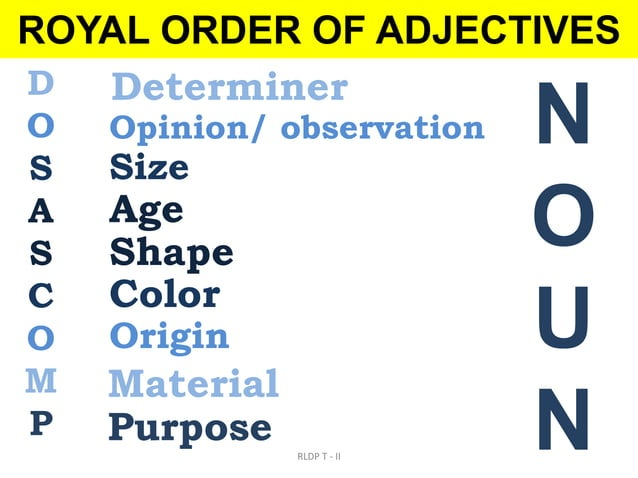 ROYAL ORDER OF ADJECTIVES
D Determiner
O Opinion/ observation
S Size
A Age
S Shape
C Color
O Origin
M Material
P Purpose
N
O
U
N
RLDP T - II